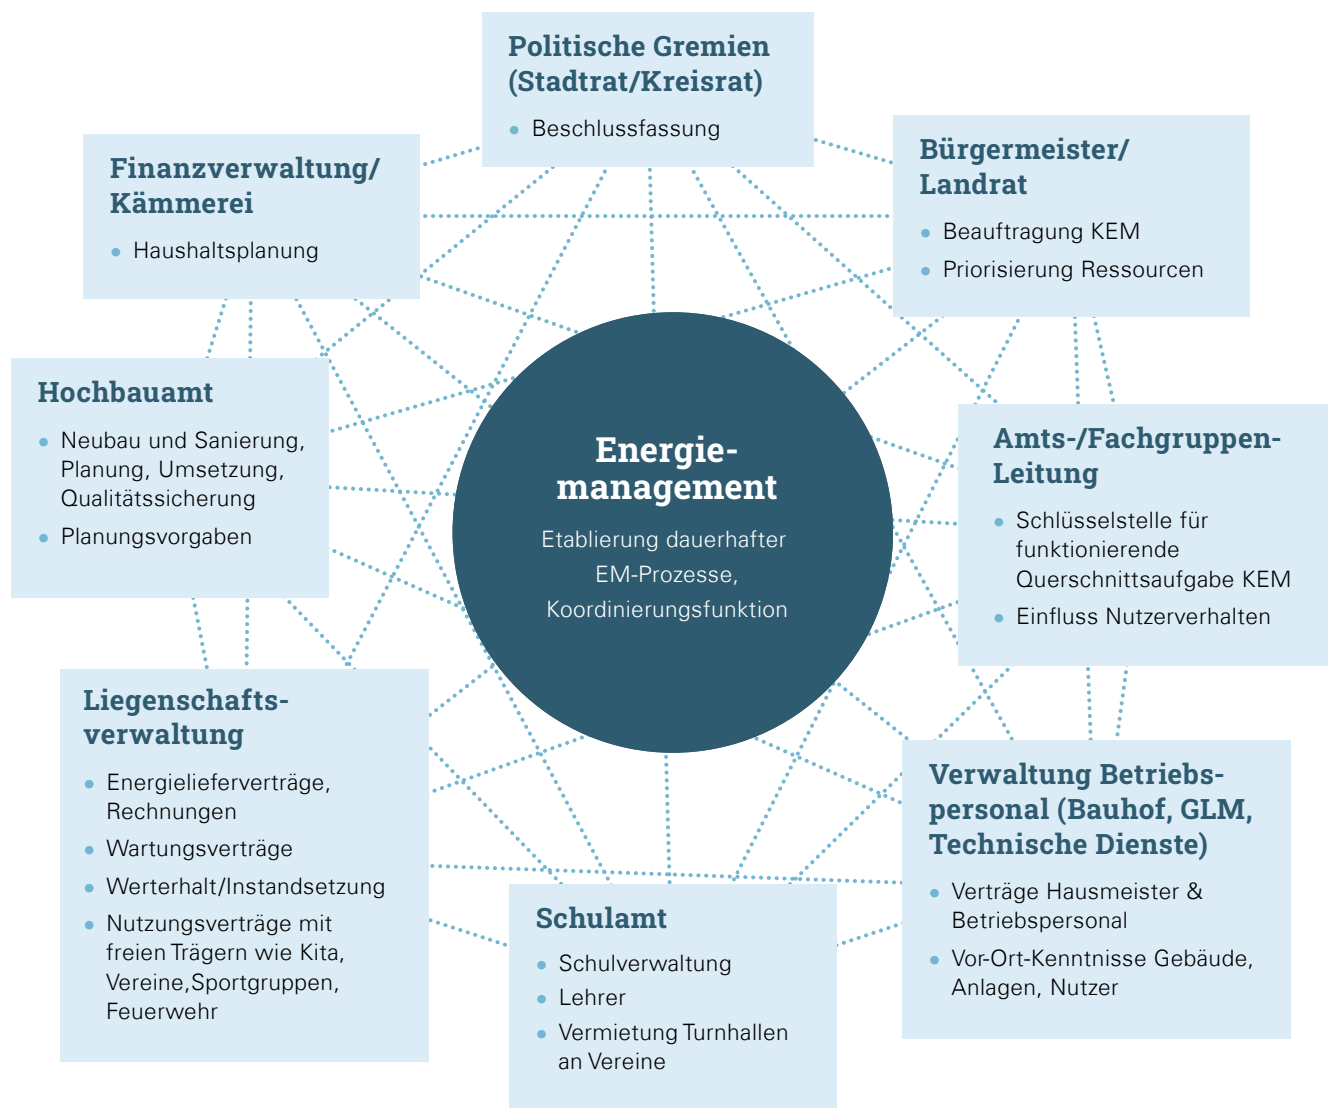 Politische Gremien
(Stadtrat/Kreisrat)
• Beschlussfassung
Finanzverwaltung/
Kämmerei
• Haushaltsplanung
Bürgermeister/
Landrat
• Beauftragung KEM
• Priorisierung Ressourcen
Hochbauamt
• Neubau und Sanierung,
Planung, Umsetzung,
Qualitätssicherung
• Planungsvorgaben
Energie-
management
Etablierung dauerhafter
EM-Prozesse,
Koordinierungsfunktion
Amts-/Fachgruppen-
Leitung
• Schlüsselstelle für
funktionierende
Querschnittsaufgabe KEM
• Einfluss Nutzerverhalten
Liegenschafts-
verwaltung
• Energielieferverträge,
Rechnungen
• Wartungsverträge
• Werterhalt/Instandsetzung
• Nutzungsverträge mit
freien Trägern wie Kita,
Vereine,Sportgruppen,
Feuerwehr
Schulamt
• Schulverwaltung
• Lehrer
• Vermietung Turnhallen
an Vereine
Verwaltung Betriebs-
personal (Bauhof, GLM,
Technische Dienste)
• Verträge Hausmeister &
Betriebspersonal
• Vor-Ort-Kenntnisse Gebäude,
Anlagen, Nutzer